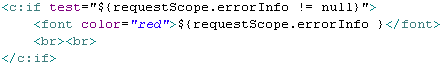 <c:if test="${requestScope.errorInfo != null}">
<font color="red">${requestScope.errorInfo }</font>
<br><br>
</c:if>